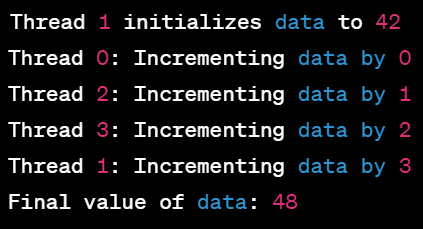 Thread 1 initializes data to 42
Thread 0: Incrementing data by 0
Thread 2: Incrementing data by 1
Thread 3: Incrementing data by 2
Thread 1: Incrementing data by 3
Final value of data: 48